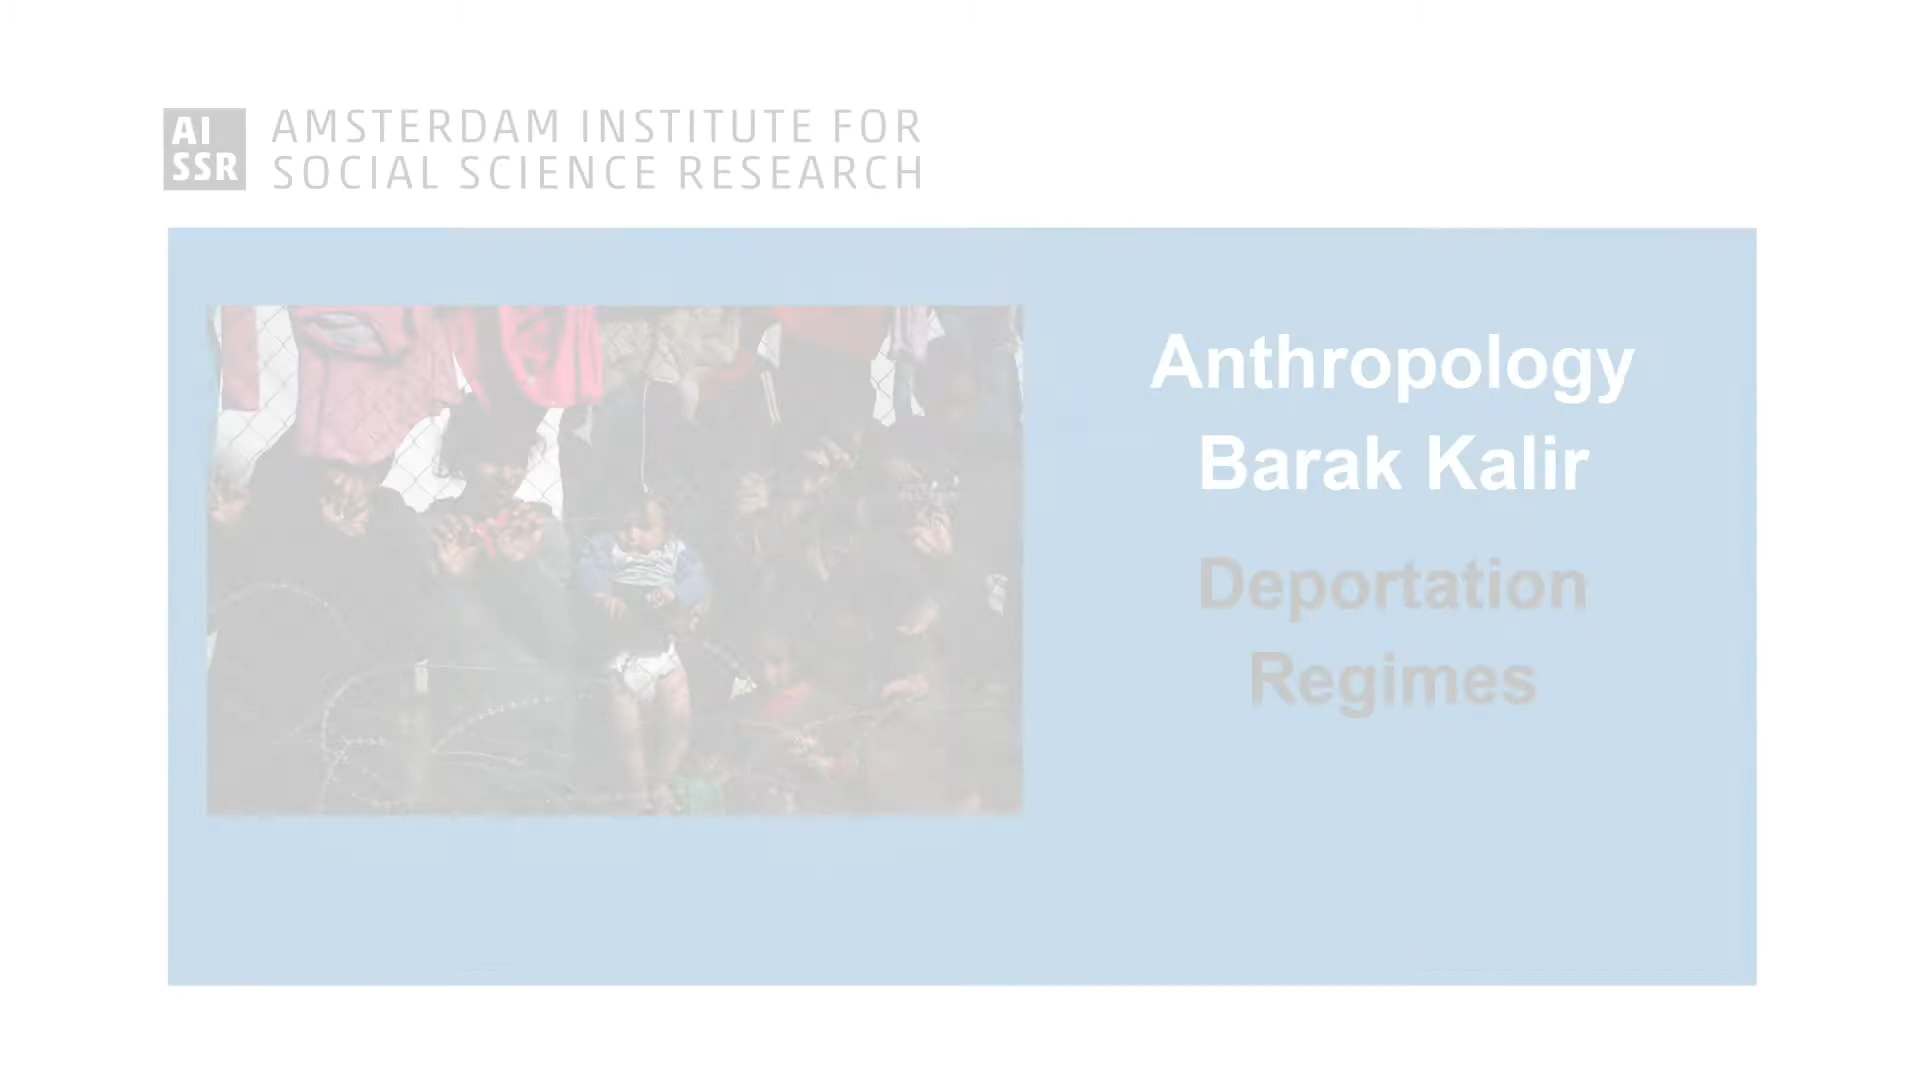 AI
SSR
AMSTERDAM INSTITUTE FOR
SOCIAL SCIENCE RESEARCH
Anthropology
Barak Kalir
Deportation
Regimes